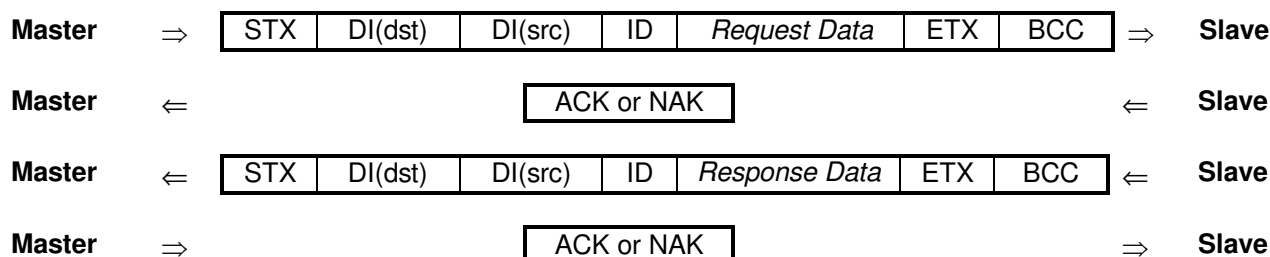 Master ⇒ STX DI(dst) DI(src) ID Request Data ETX BCC ⇒ Slave
Master ⇐ ACK or NAK ⇐ Slave
Master ⇐ STX DI(dst) DI(src) ID Response Data ETX BCC ⇐ Slave
Master ⇒ ACK or NAK ⇒ Slave